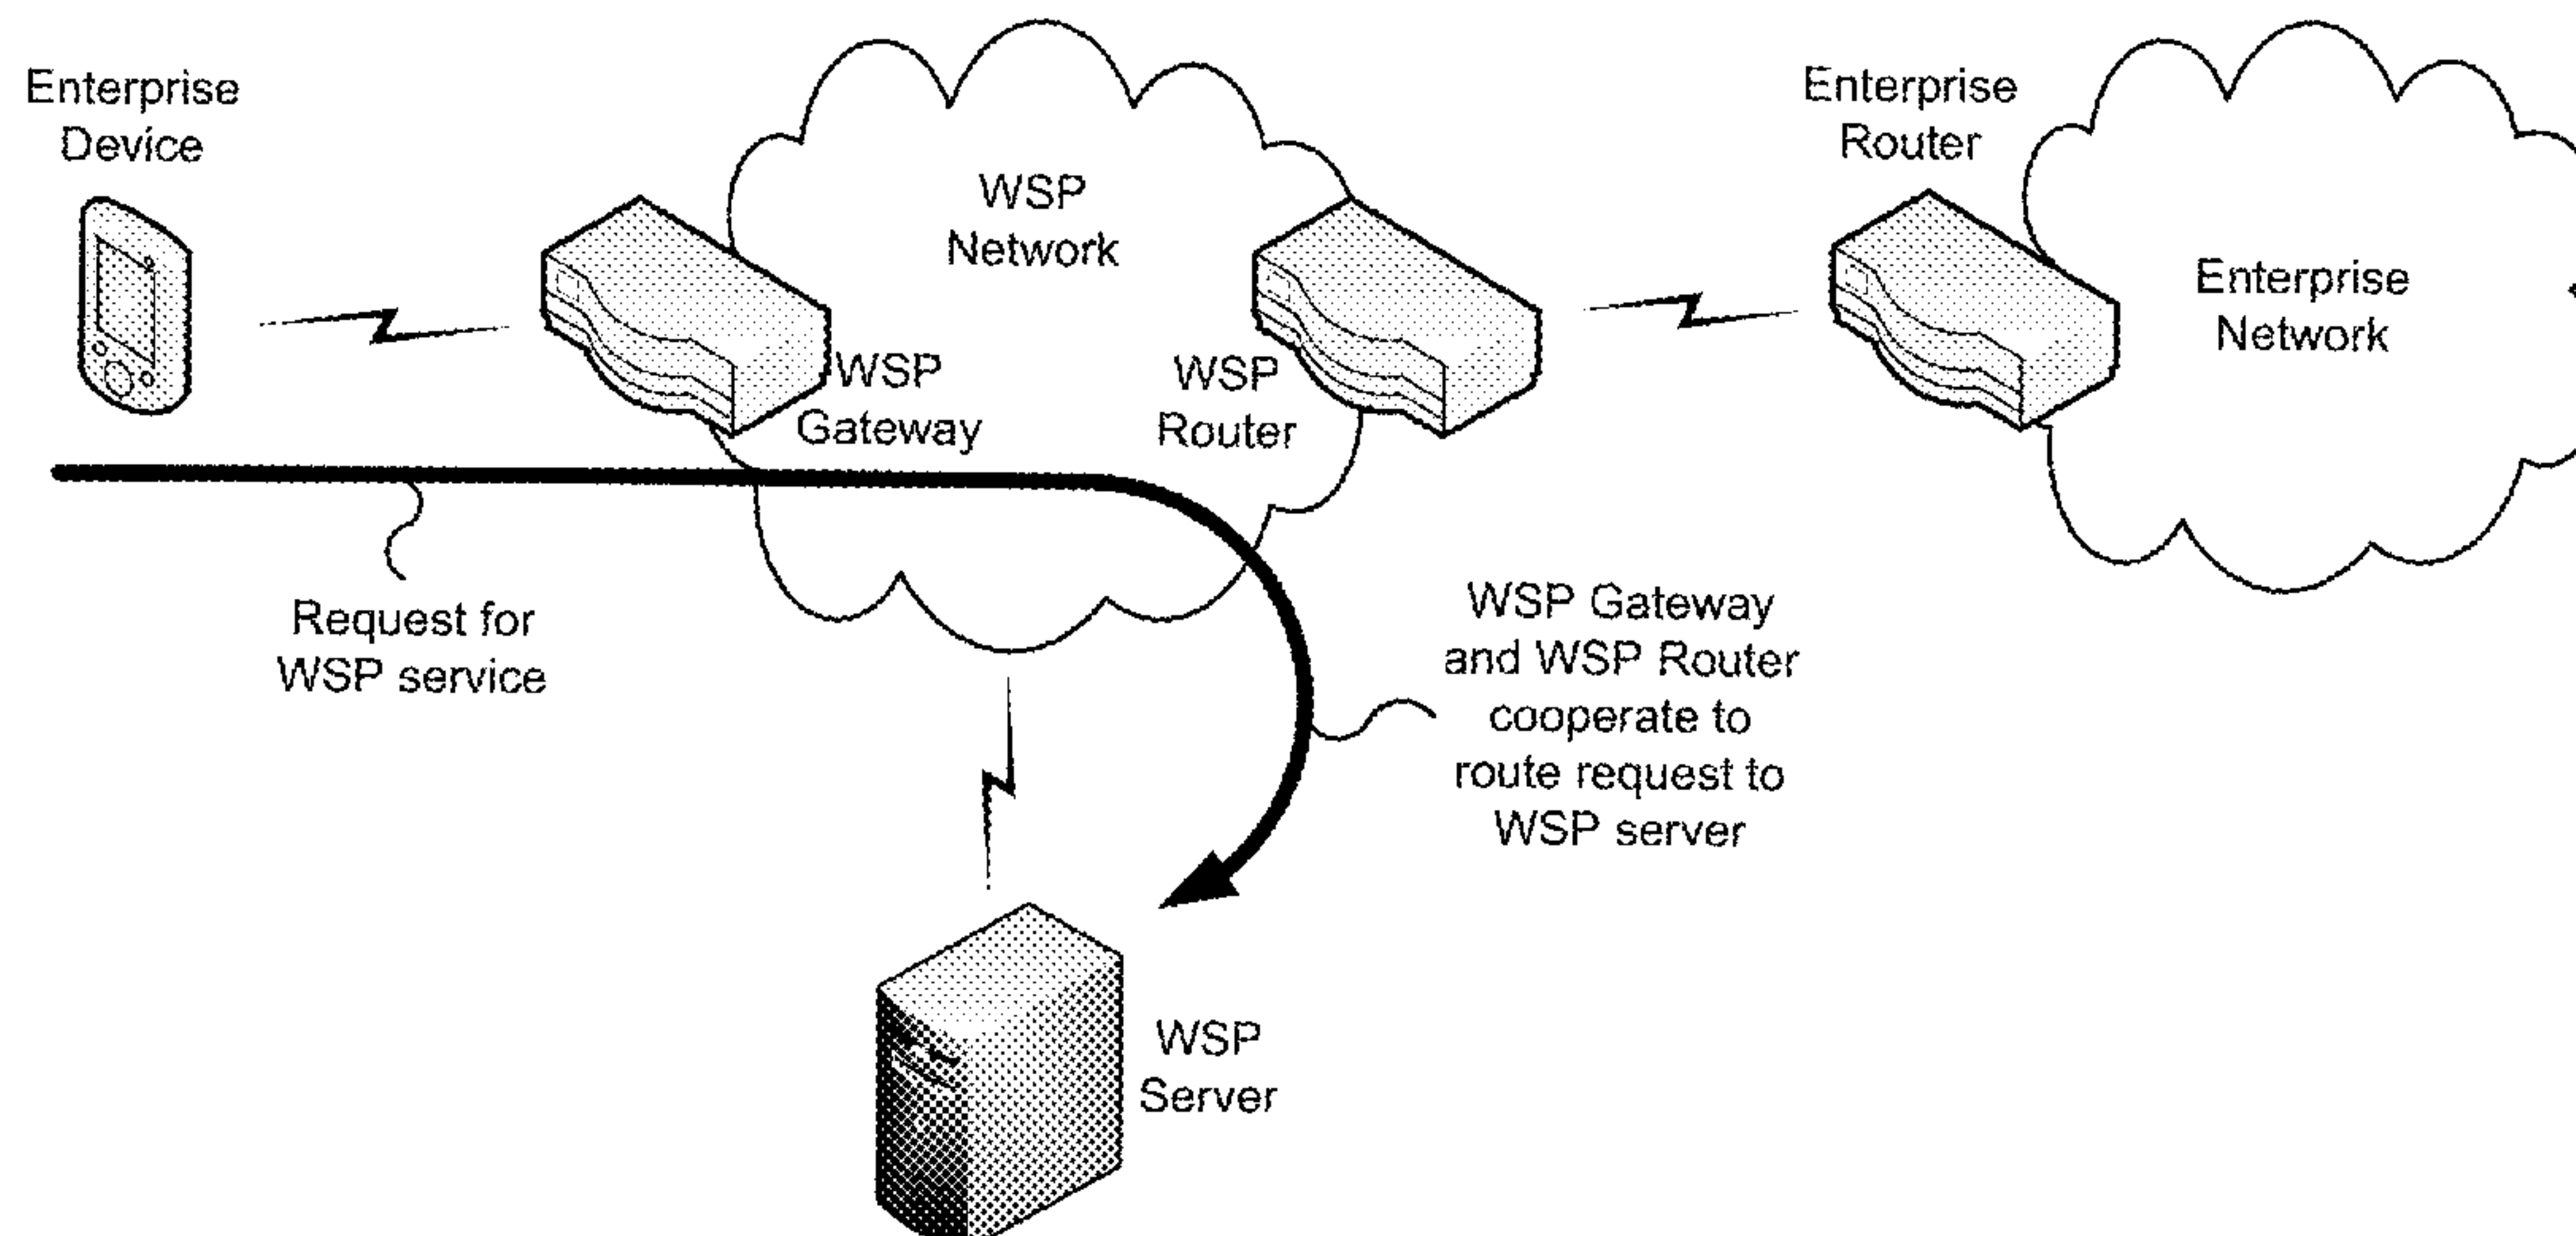 Enterprise
Device
WSP
Network
Enterprise
Router
Enterprise
Network
WSP
Gateway
WSP
Router
Request for
WSP service
WSP Gateway
and WSP Router
cooperate to
route request to
WSP server
WSP
Server